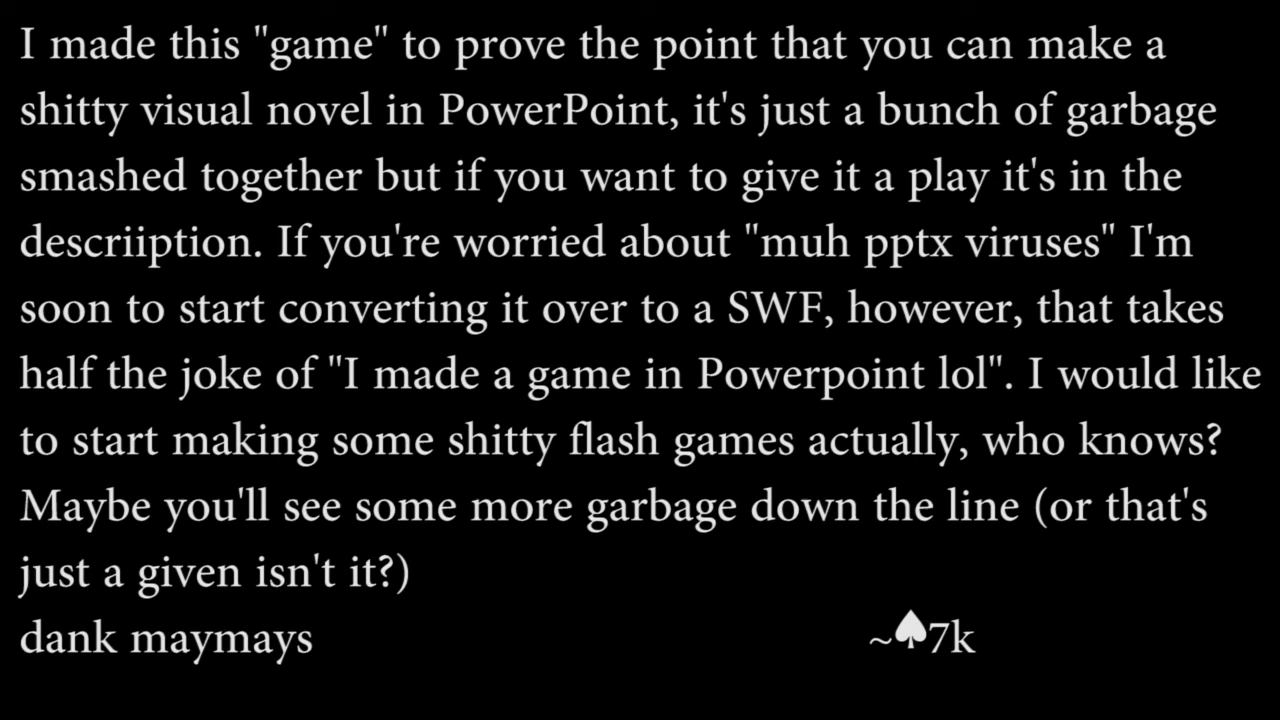 I made this "game" to prove the point that you can make a
shitty visual novel in PowerPoint, it's just a bunch of garbage
smashed together but if you want to give it a play it's in the
descriiption. If you're worried about "muh pptx viruses" I'm
soon to start converting it over to a SWF, however, that takes
half the joke of "I made a game in Powerpoint lol". I would like
to start making some shitty flash games actually, who knows?
Maybe you'll see some more garbage down the line (or that's
just a given isn't it?)
dank maymays ~♠7k